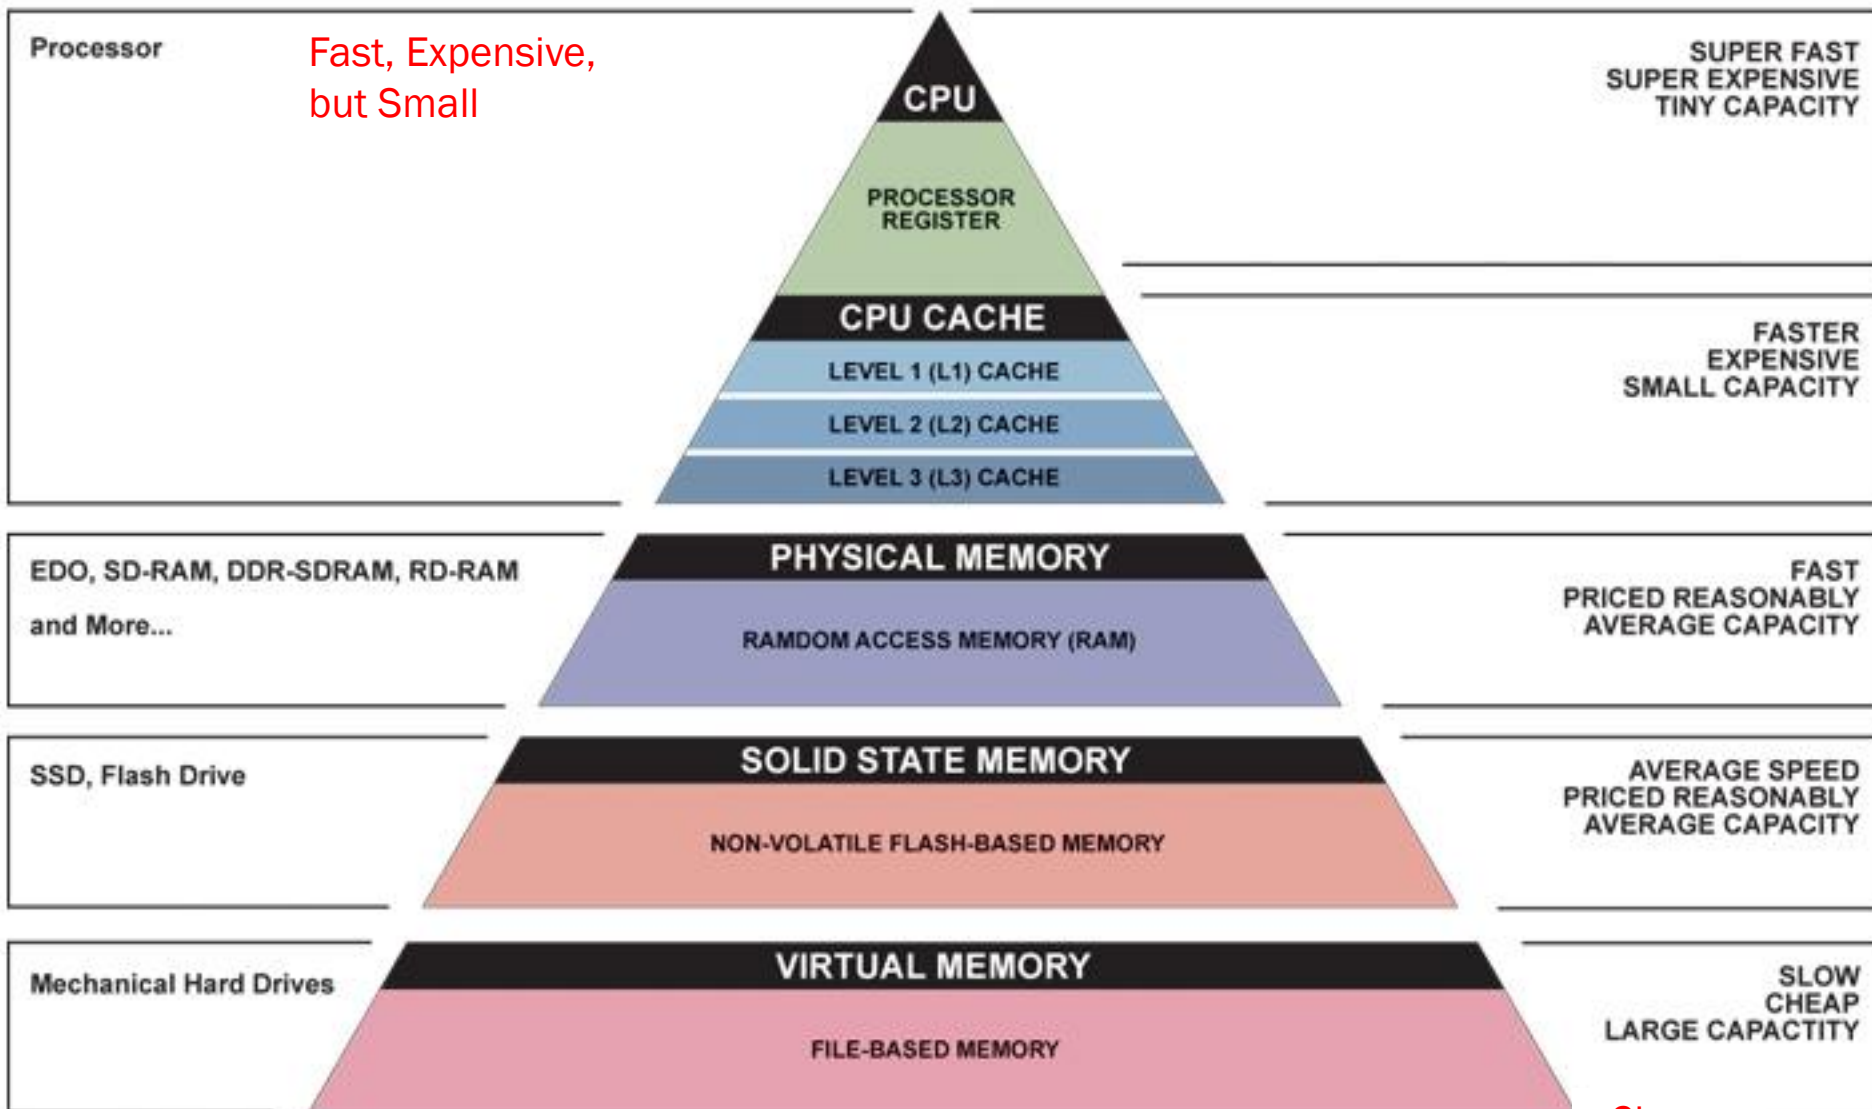 Processor
Fast, Expensive,
but Small
CPU
SUPER FAST
SUPER EXPENSIVE
TINY CAPACITY
PROCESSOR
REGISTER
CPU CACHE
LEVEL 1 (L1) CACHE
LEVEL 2 (L2) CACHE
LEVEL 3 (L3) CACHE
FASTER
EXPENSIVE
SMALL CAPACITY
EDO, SD-RAM, DDR-SDRAM, RD-RAM
and More...
PHYSICAL MEMORY
RAMDOM ACCESS MEMORY (RAM)
FAST
PRICED REASONABLY
AVERAGE CAPACITY
SSD, Flash Drive
SOLID STATE MEMORY
NON-VOLATILE FLASH-BASED MEMORY
AVERAGE SPEED
PRICED REASONABLY
AVERAGE CAPACITY
Mechanical Hard Drives
VIRTUAL MEMORY
FILE-BASED MEMORY
SLOW
CHEAP
LARGE CAPACTITY